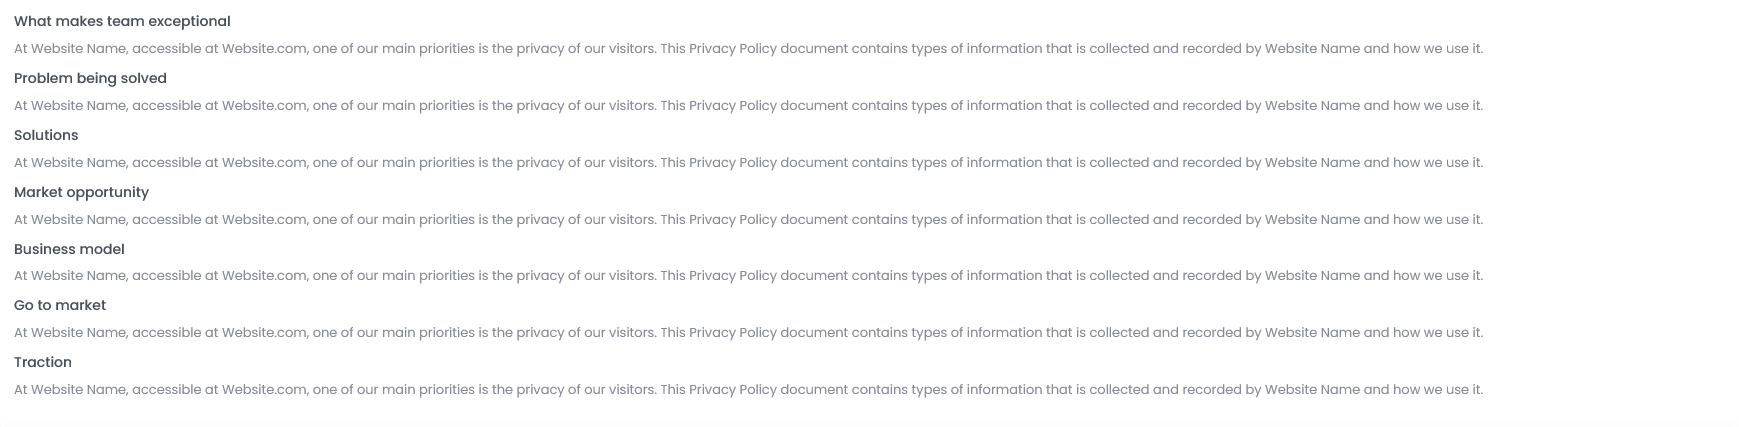 What makes team exceptional
At Website Name, accessible at Website.com, one of our main priorities is the privacy of our visitors. This Privacy Policy document contains types of information that is collected and recorded by Website Name and how we use it.
Problem being solved
At Website Name, accessible at Website.com, one of our main priorities is the privacy of our visitors. This Privacy Policy document contains types of information that is collected and recorded by Website Name and how we use it.
Solutions
At Website Name, accessible at Website.com, one of our main priorities is the privacy of our visitors. This Privacy Policy document contains types of information that is collected and recorded by Website Name and how we use it.
Market opportunity
At Website Name, accessible at Website.com, one of our main priorities is the privacy of our visitors. This Privacy Policy document contains types of information that is collected and recorded by Website Name and how we use it.
Business model
At Website Name, accessible at Website.com, one of our main priorities is the privacy of our visitors. This Privacy Policy document contains types of information that is collected and recorded by Website Name and how we use it.
Go to market
At Website Name, accessible at Website.com, one of our main priorities is the privacy of our visitors. This Privacy Policy document contains types of information that is collected and recorded by Website Name and how we use it.
Traction
At Website Name, accessible at Website.com, one of our main priorities is the privacy of our visitors. This Privacy Policy document contains types of information that is collected and recorded by Website Name and how we use it.